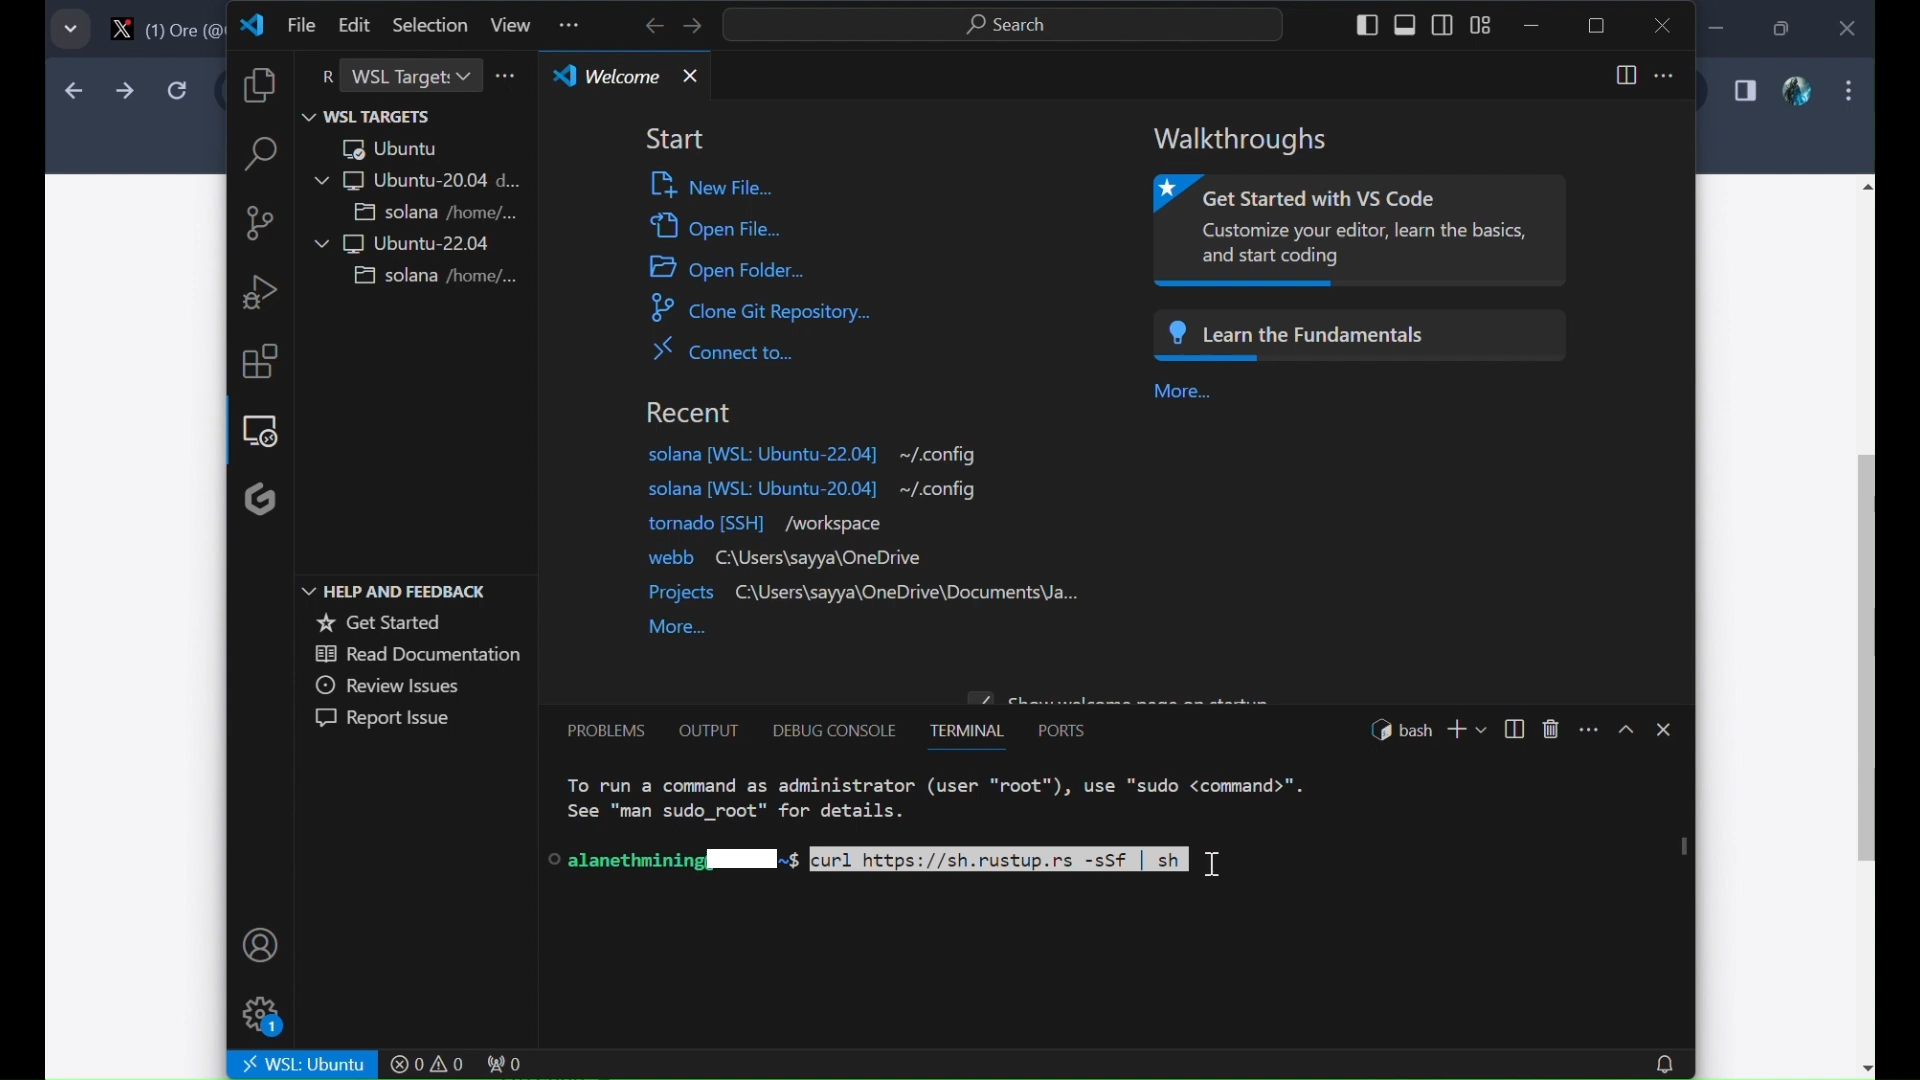 (1) Ore (@
File Edit Selection View ···
Search
R WSL Targets ···
Welcome
WSL TARGETS
Ubuntu
Ubuntu-20.04 d...
solana /home/...
Ubuntu-22.04
solana /home/...
Start
New File...
Open File...
Open Folder...
Clone Git Repository...
Connect to...
Recent
solana [WSL: Ubuntu-22.04] ~/.config
solana [WSL: Ubuntu-20.04] ~/.config
tornado [SSH] /workspace
webb C:\Users\sayya\OneDrive
Projects C:\Users\sayya\OneDrive\Documents\Ja...
More...
Walkthroughs
Get Started with VS Code
Customize your editor, learn the basics,
and start coding
Learn the Fundamentals
More...
Show welcome page on startup
HELP AND FEEDBACK
Get Started
Read Documentation
Review Issues
Report Issue
PROBLEMS OUTPUT DEBUG CONSOLE TERMINAL PORTS
bash
To run a command as administrator (user "root"), use "sudo <command>".
See "man sudo_root" for details.
alanethmining ~$ curl https://sh.rustup.rs -sSf | sh
1
WSL: Ubuntu 0 0 0